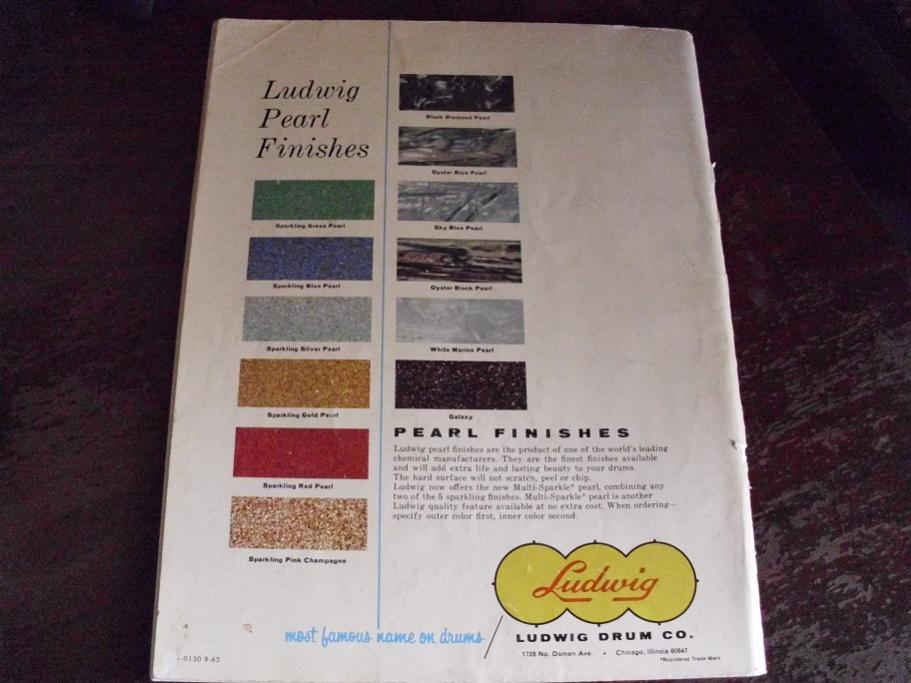 Ludwig
Pearl
Finishes
Sparkling Green Pearl
Sparkling Blue Pearl
Sparkling Silver Pearl
Sparkling Gold Pearl
Sparkling Red Pearl
Sparkling Pink Champagne
Black Diamond Pearl
Oyster Blue Pearl
Sky Blue Pearl
Oyster Black Pearl
White Marine Pearl
Galaxy
PEARL FINISHES
Ludwig pearl finishes are the product of one of the world's leading
chemical manufacturers. They are the finest finishes available
and will add extra life and lasting beauty to your drums.
The hard surface will not scratch, peel or chip.
Ludwig now offers the new Multi-Sparkle* pearl, combining any
two of the 5 sparkling finishes. Multi-Sparkle* pearl is another
Ludwig quality feature available at no extra cost. When ordering—
specify outer color first, inner color second.
Ludwig
most famous name on drums
LUDWIG DRUM CO.
1728 No. Damen Ave. • Chicago, Illinois 60647
*Registered Trade Mark
-0150 9-63